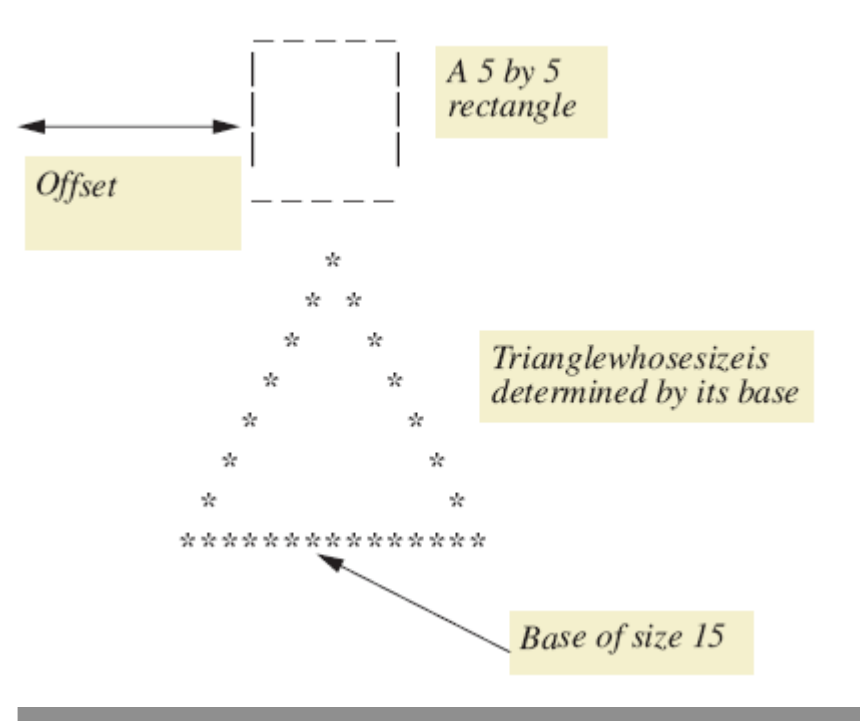 A 5 by 5
rectangle
Offset
*
* *
* *
* *
* *
* *
* *
***************
Trianglewhosesizeis
determined by its base
Base of size 15